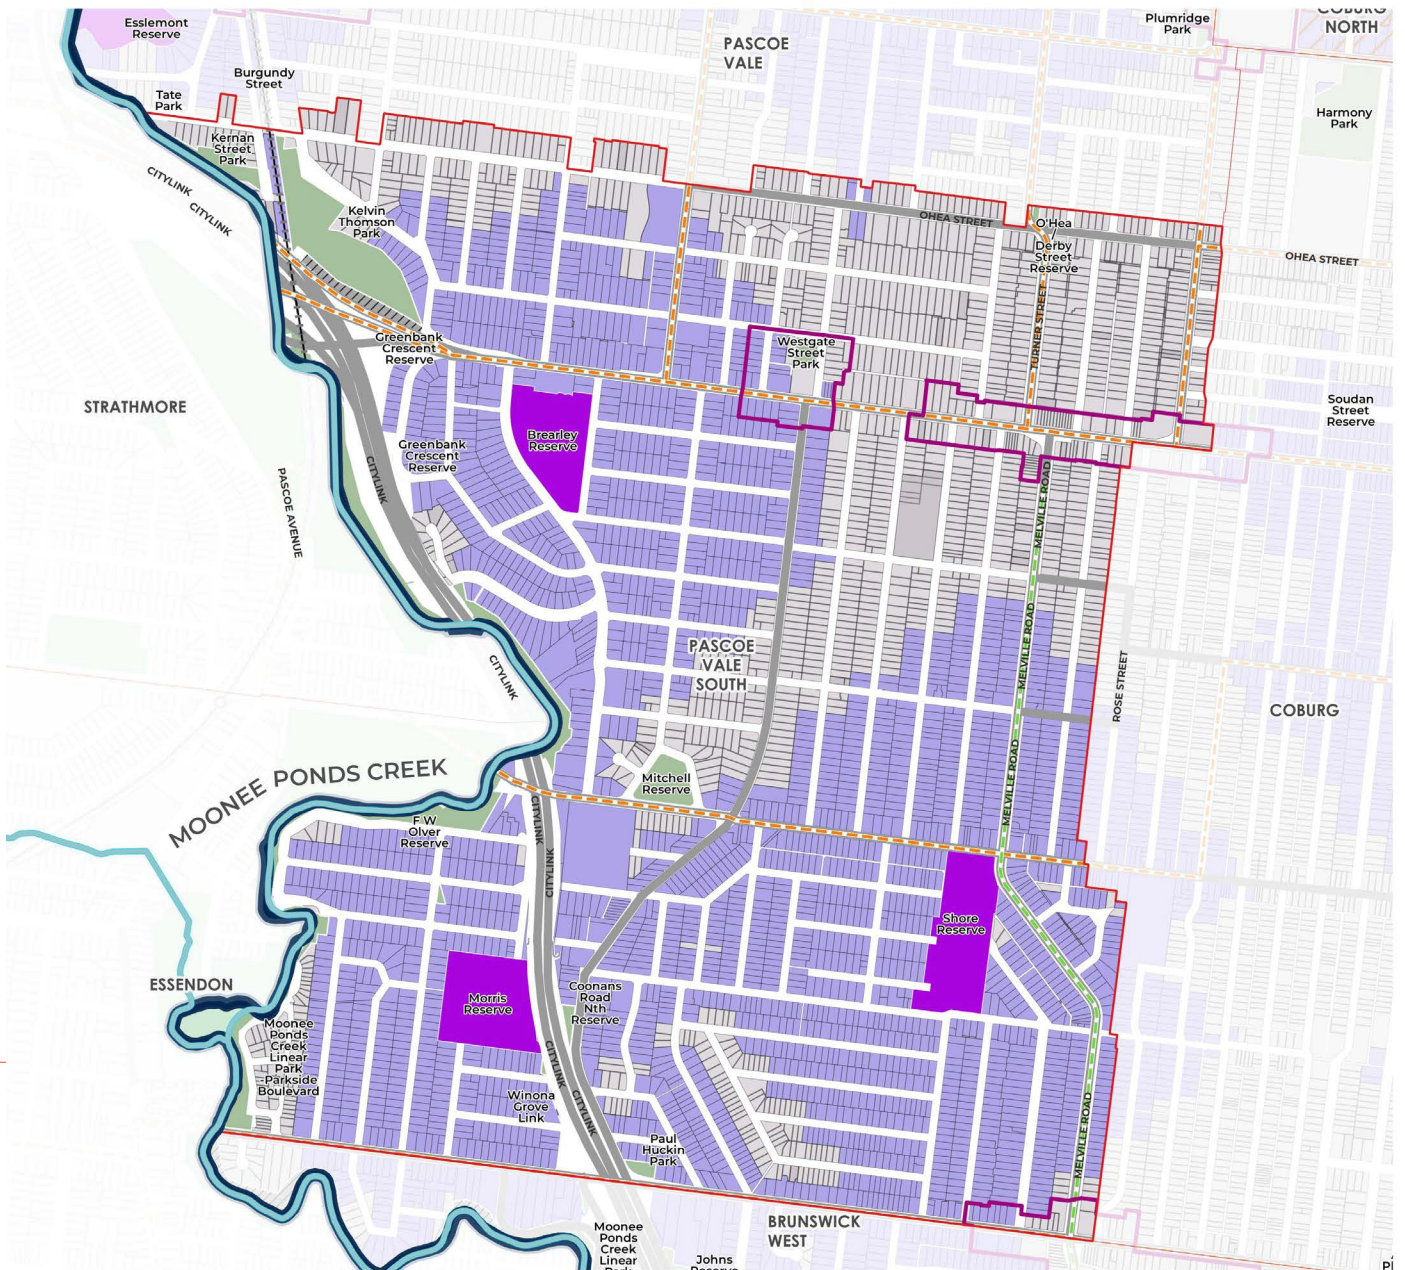 Esslemont
Reserve
Plumridge
Park
COBURG
NORTH
PASCOE
VALE
Burgundy
Street
Tate
Park
Harmony
Park
Kernan
Street
Park
CITYLINK
CITYLINK
Kelvin
Thomson
Park
OHEA STREET
O'Hea
/
Derby
Street
Reserve
OHEA STREET
TURNER STREET
Greenbank
Crescent
Reserve
Westgate
Street
Park
STRATHMORE
Soudan
Street
Reserve
Brearley
Reserve
Greenbank
Crescent
Reserve
CITYLINK
PASCOE AVENUE
MELVILLE ROAD
MELVILLE ROAD
PASCOE
VALE
SOUTH
CITYLINK
ROSE STREET
COBURG
MELVILLE ROAD
MOONEE PONDS CREEK
Mitchell
Reserve
F W
Olver
Reserve
CITYLINK
CITYLINK
Shore
Reserve
ESSENDON
Morris
Reserve
Coonans
Road
Nth
Reserve
Moonee
Ponds
Creek
Linear
Park
-Parkside
Boulevard
CITYLINK
CITYLINK
Winona
Grove
Link
Paul
Huckin
Park
MELVILLE ROAD
BRUNSWICK
WEST
Moonee
Ponds
Creek
Linear
Park
Johns
Reserve